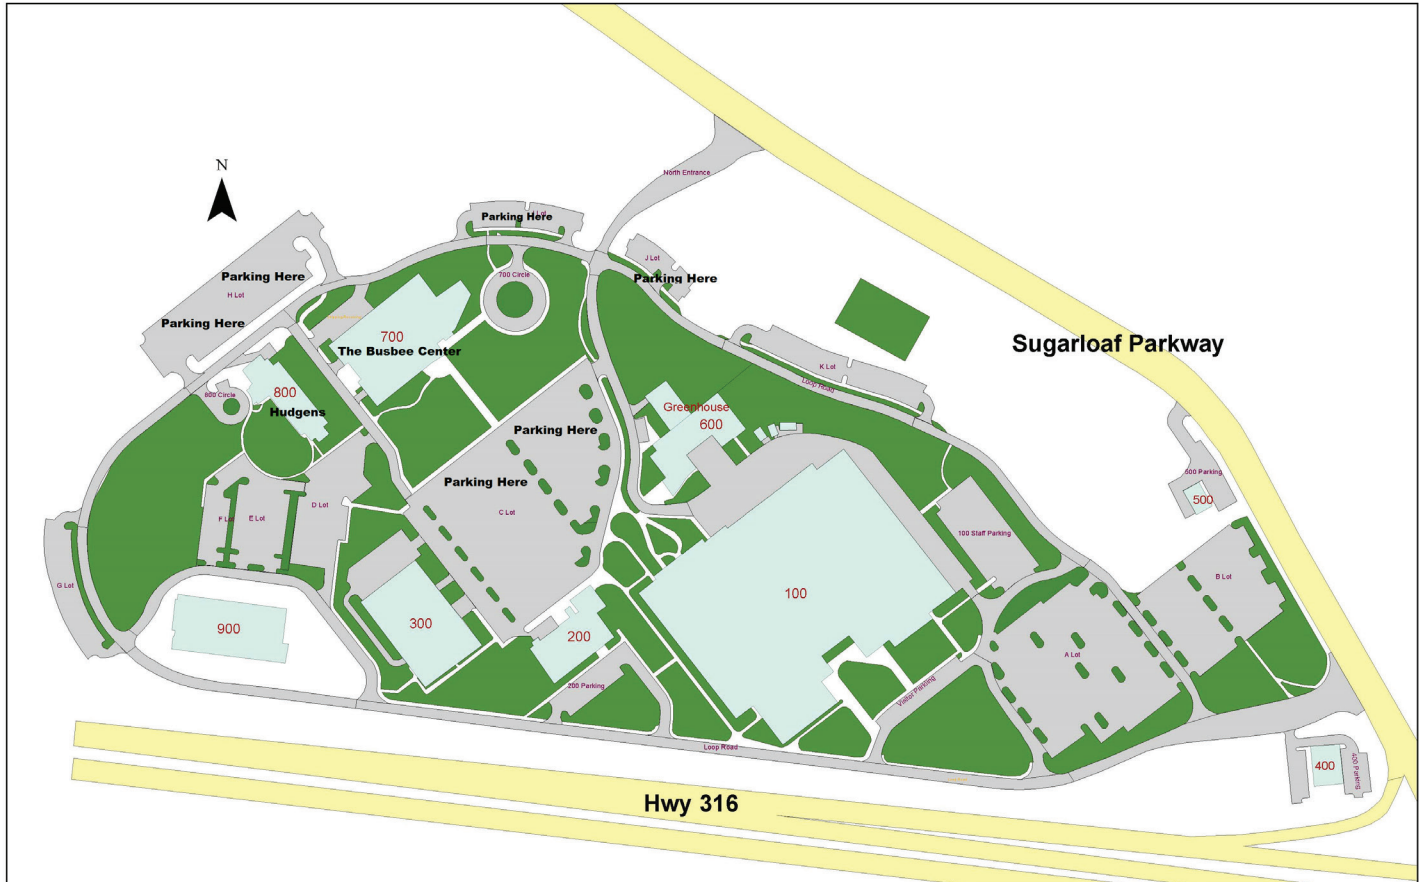 North Entrance
N
I Lot
Parking Here
J Lot
Parking Here
700 Circle
Parking Here
H Lot
Parking Here
700
The Busbee Center
Sugarloaf Parkway
K Lot
Loop Road
800 Circle
800
Hudgens
Greenhouse
600
Parking Here
Parking Here
C Lot
500 Parking
500
F Lot
E Lot
D Lot
100 Staff Parking
B Lot
G Lot
100
900
300
200
A Lot
200 Parking
Visitor Parking
Loop Road
400
400 Parking
Hwy 316